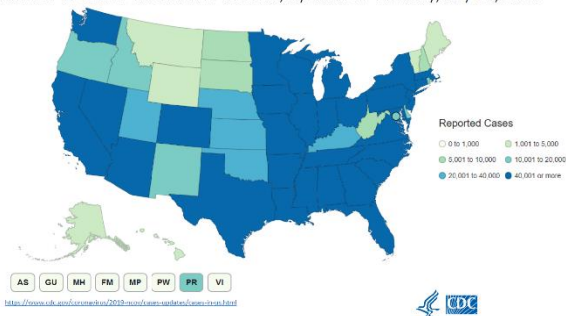 Reported Cases
0 to 1,000
1,001 to 5,000
5,001 to 10,000
10,001 to 20,000
20,001 to 40,000
40,001 or more
AS GU MH FM MP PW PR VI
https://www.cdc.gov/coronavirus/2019-ncov/cases-updates/cases-in-us.html
CDC